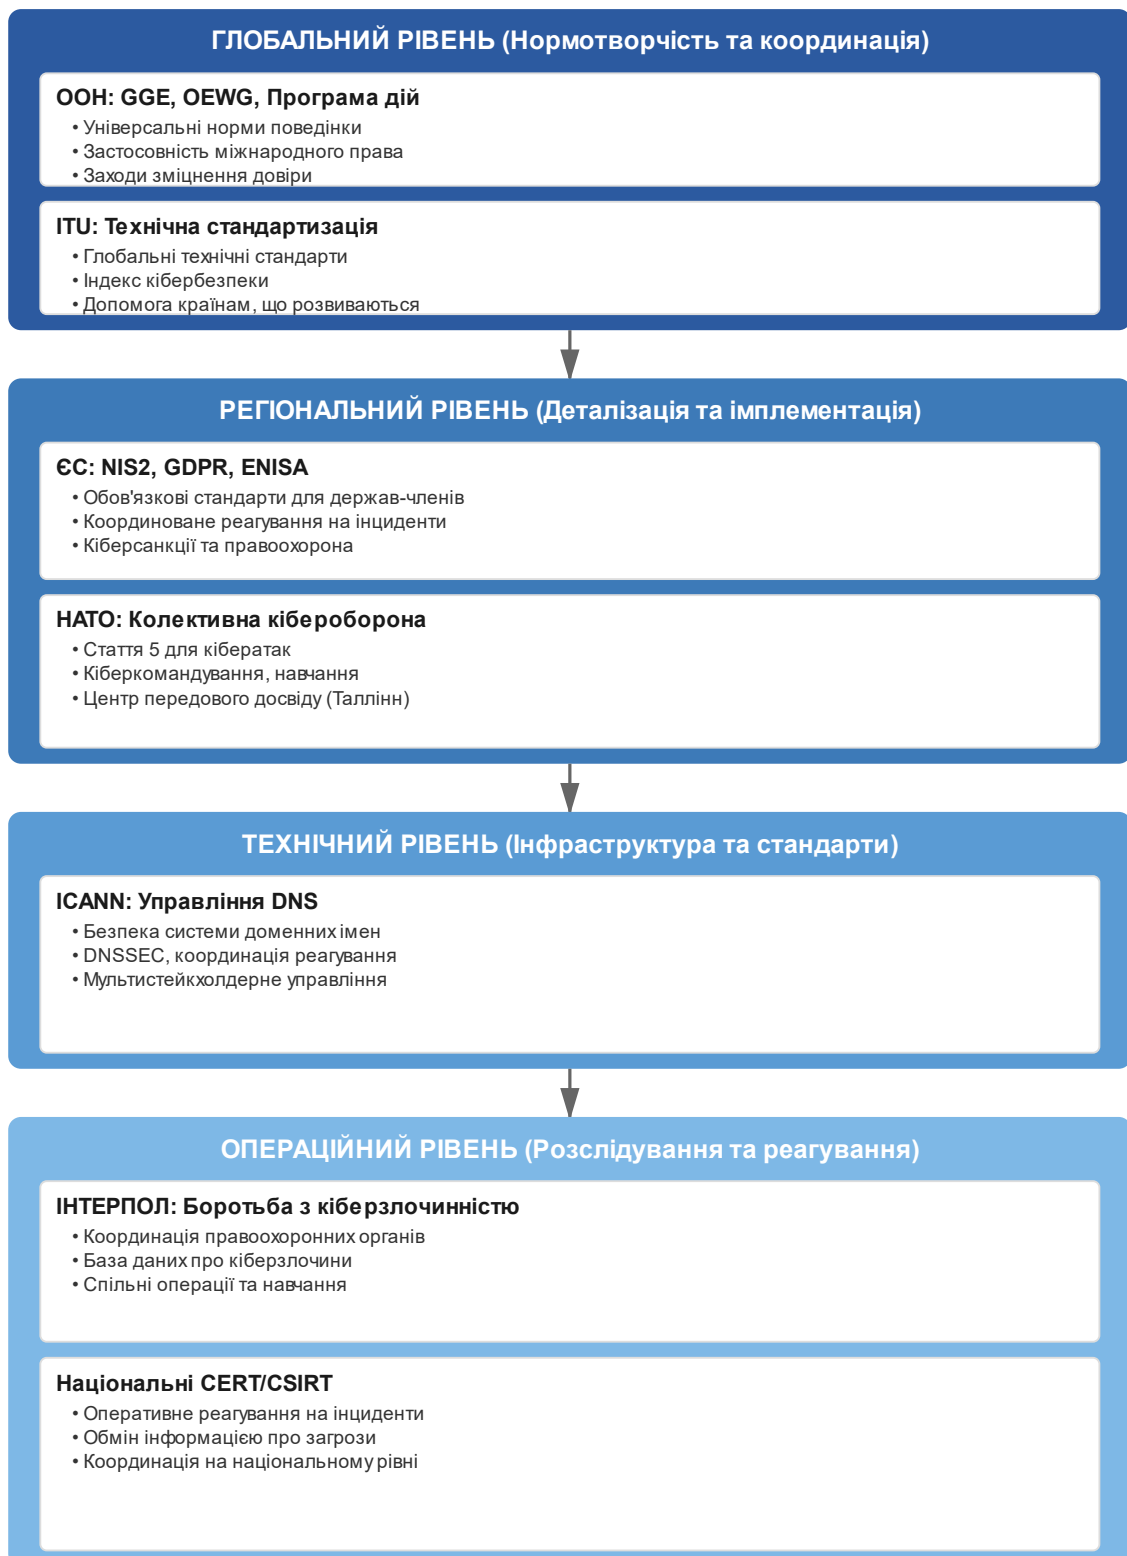 ГЛОБАЛЬНИЙ РІВЕНЬ (Нормотворчість та координація)
ООН: GGE, OEWG, Програма дій
• Універсальні норми поведінки
• Застосовність міжнародного права
• Заходи зміцнення довіри
ITU: Технічна стандартизація
• Глобальні технічні стандарти
• Індекс кібербезпеки
• Допомога країнам, що розвиваються
РЕГІОНАЛЬНИЙ РІВЕНЬ (Деталізація та імплементація)
ЄС: NIS2, GDPR, ENISA
• Обов'язкові стандарти для держав-членів
• Координоване реагування на інциденти
• Кіберсанкції та правоохорона
НАТО: Колективна кібероборона
• Стаття 5 для кібератак
• Кіберкомандування, навчання
• Центр передового досвіду (Таллінн)
ТЕХНІЧНИЙ РІВЕНЬ (Інфраструктура та стандарти)
ICANN: Управління DNS
• Безпека системи доменних імен
• DNSSEC, координація реагування
• Мультистейкхолдерне управління
ОПЕРАЦІЙНИЙ РІВЕНЬ (Розслідування та реагування)
ІНТЕРПОЛ: Боротьба з кіберзлочинністю
• Координація правоохоронних органів
• База даних про кіберзлочини
• Спільні операції та навчання
Національні CERT/CSIRT
• Оперативне реагування на інциденти
• Обмін інформацією про загрози
• Координація на національному рівні